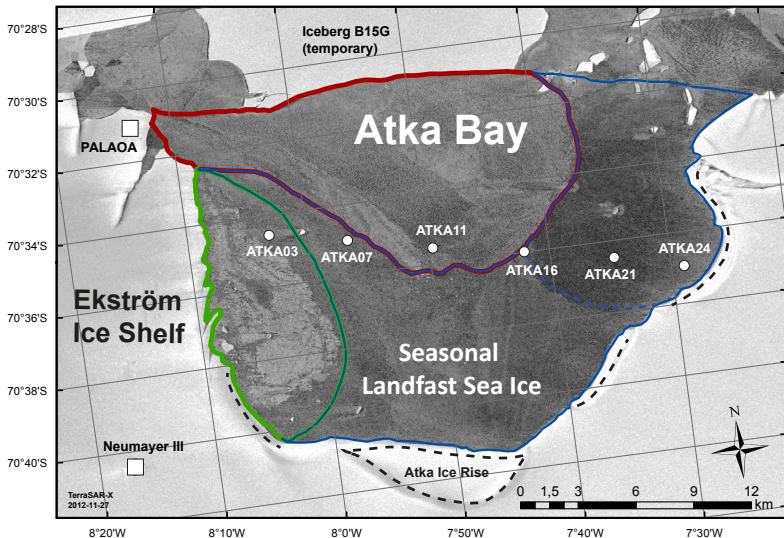 70°28'S
70°30'S
70°32'S
70°34'S
70°36'S
70°38'S
70°40'S
Iceberg B15G
(temporary)
Atka Bay
PALAOA
ATKA03
ATKA07
ATKA11
ATKA16
ATKA21
ATKA24
Ekström
Ice Shelf
Seasonal
Landfast Sea Ice
Neumayer III
Atka Ice Rise
N
TerraSAR-X
2012-11-27
0 1,5 3 6 9 12
km
8°20'W 8°10'W 8°0'W 7°50'W 7°40'W 7°30'W